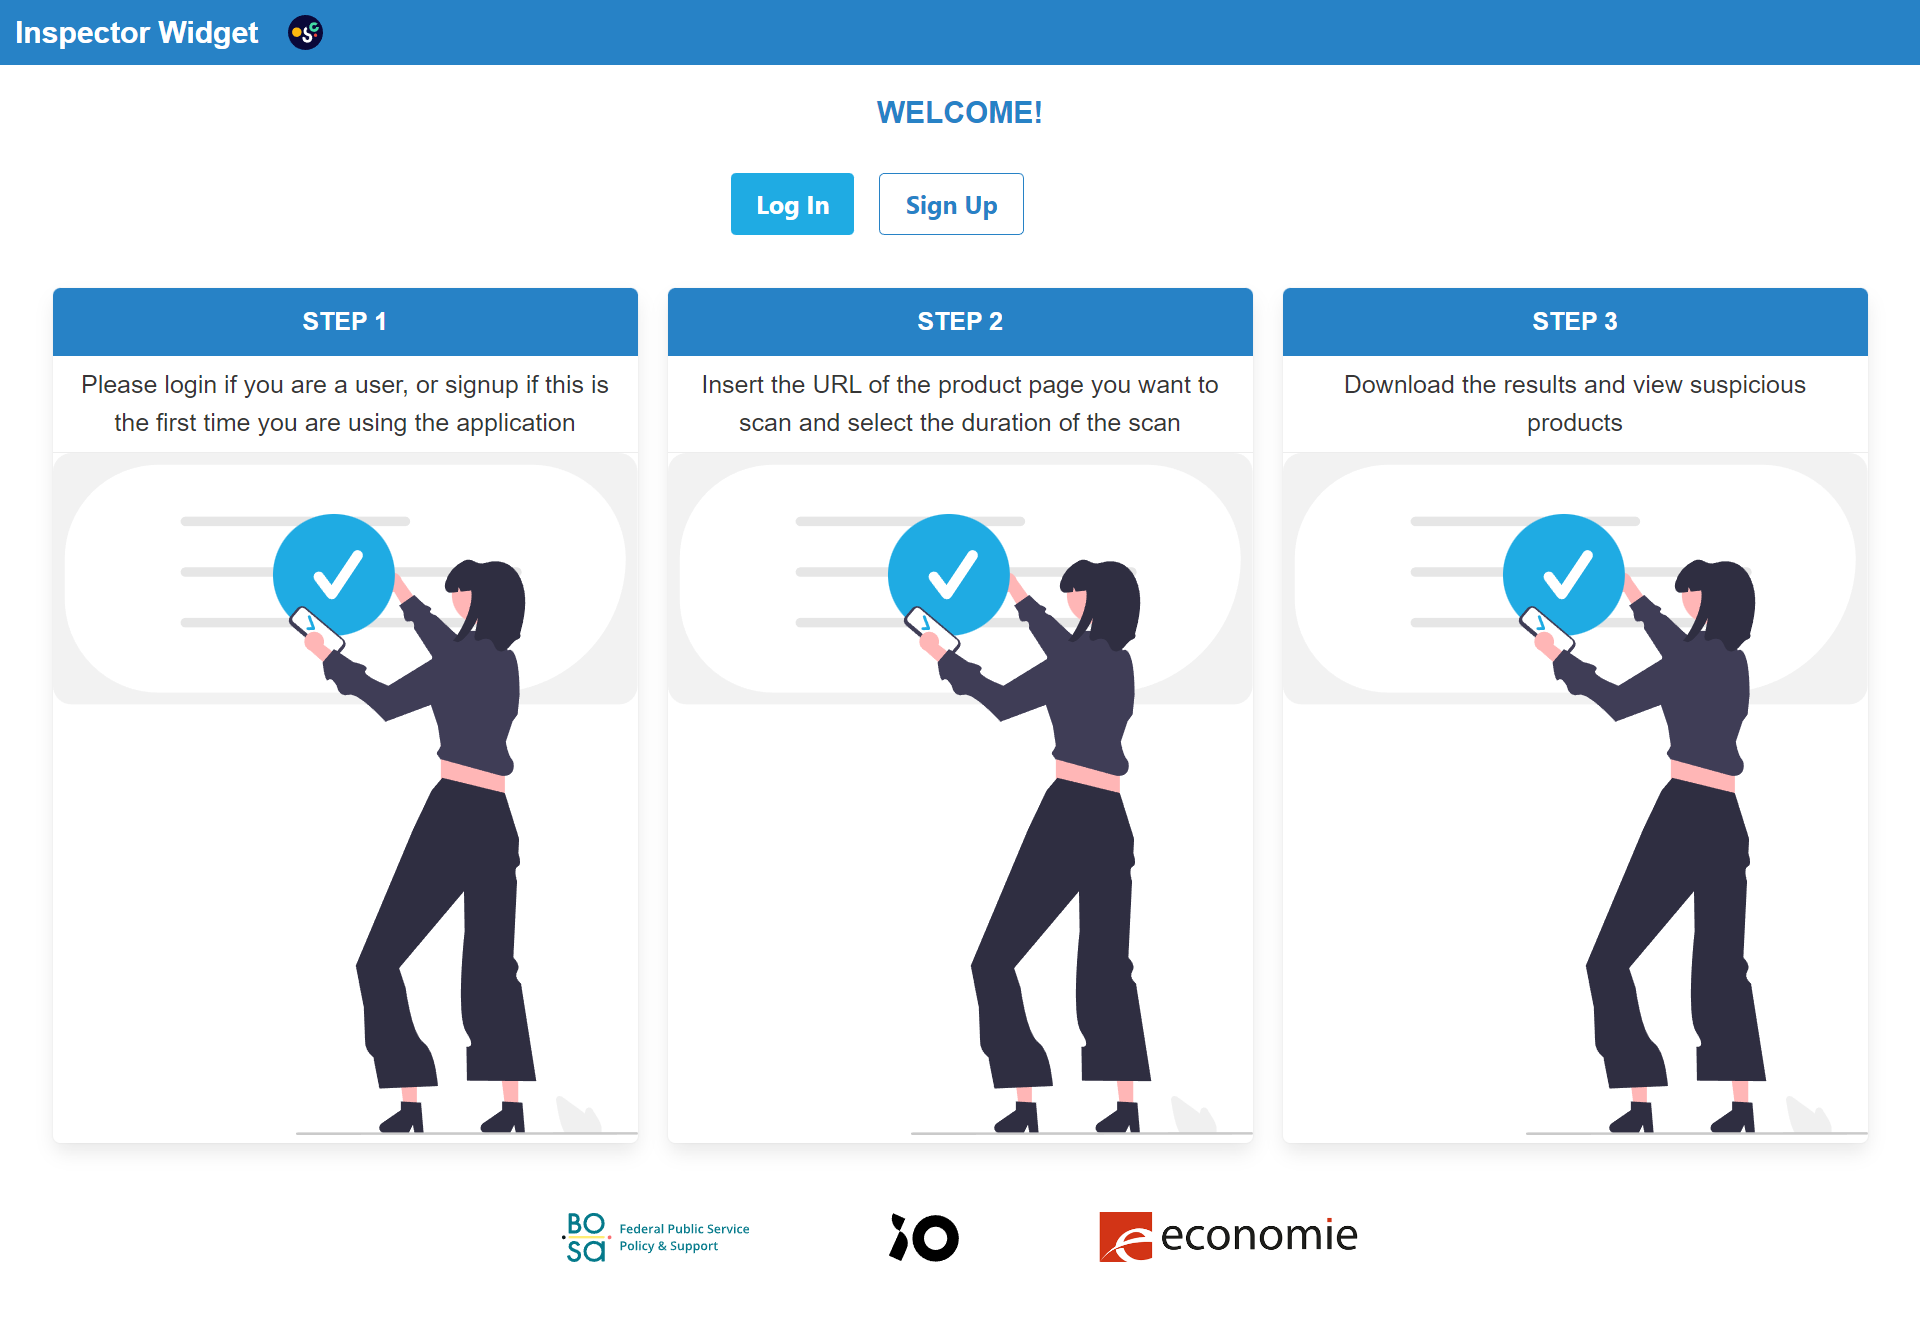 Inspector Widget
OSC
WELCOME!
Log In
Sign Up
STEP 1
Please login if you are a user, or signup if this is
the first time you are using the application
STEP 2
Insert the URL of the product page you want to
scan and select the duration of the scan
STEP 3
Download the results and view suspicious
products
BOSa
Federal Public Service
Policy & Support
iO
economie